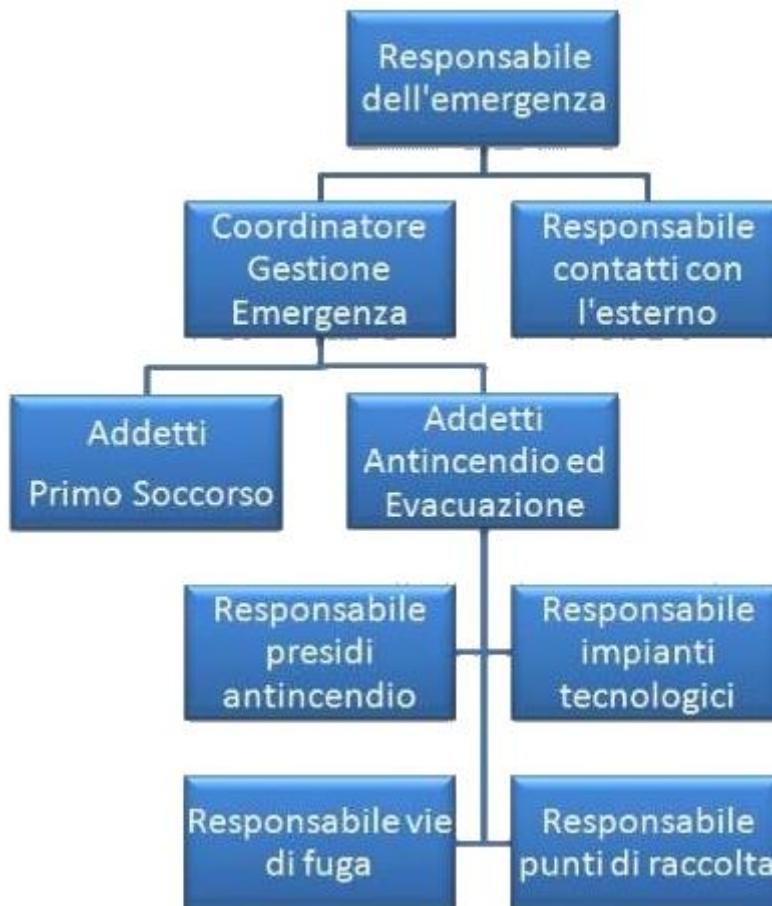 Responsabile
dell'emergenza
Coordinatore
Gestione
Emergenza
Responsabile
contatti con
l'esterno
Addetti
Primo Soccorso
Addetti
Antincendio ed
Evacuazione
Responsabile
presidi
antincendio
Responsabile
impianti
tecnologici
Responsabile vie
di fuga
Responsabile
punti di raccolta